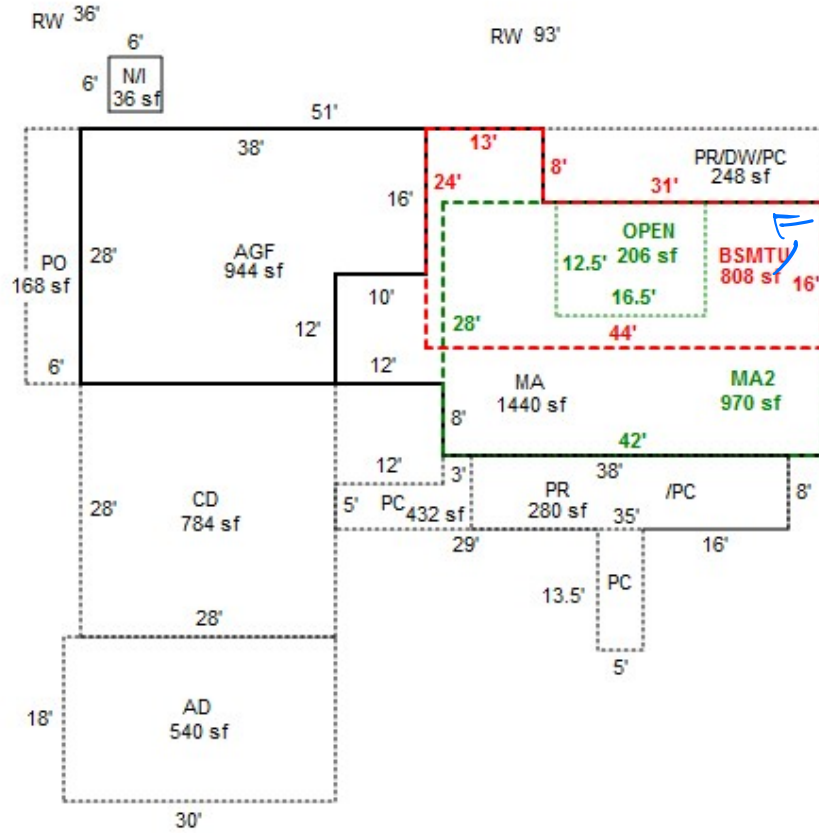 RW 36'
RW 93'
6'
6'
N/I
36 sf
51'
38'
13'
8'
PR/DW/PC
248 sf
31'
24'
16'
28'
PO
168 sf
AGF
944 sf
OPEN
206 sf
12.5'
16.5'
BSMTU
808 sf
16'
10'
12'
28'
44'
6'
12'
MA
1440 sf
MA2
970 sf
8'
42'
12'
3'
38'
28'
CD
784 sf
5'
PC
432 sf
PR
280 sf
/PC
35'
8'
29'
16'
13.5'
PC
28'
5'
18'
AD
540 sf
30'